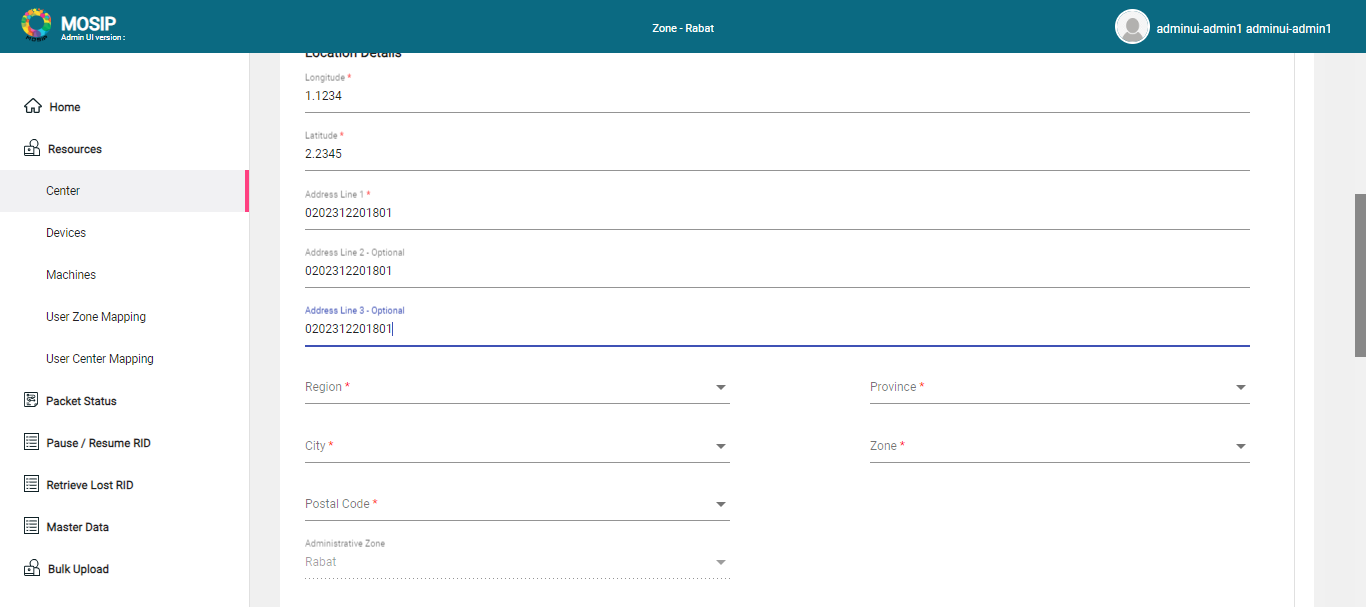 MOSIP
Admin UI version :
Zone - Rabat
adminui-admin1 adminui-admin1
Home
Resources
Center
Devices
Machines
User Zone Mapping
User Center Mapping
Packet Status
Pause / Resume RID
Retrieve Lost RID
Master Data
Bulk Upload
Location Details
Longitude *
1.1234
Latitude *
2.2345
Address Line 1 *
0202312201801
Address Line 2 - Optional
0202312201801
Address Line 3 - Optional
0202312201801
Region *
Province *
City *
Zone *
Postal Code *
Administrative Zone
Rabat